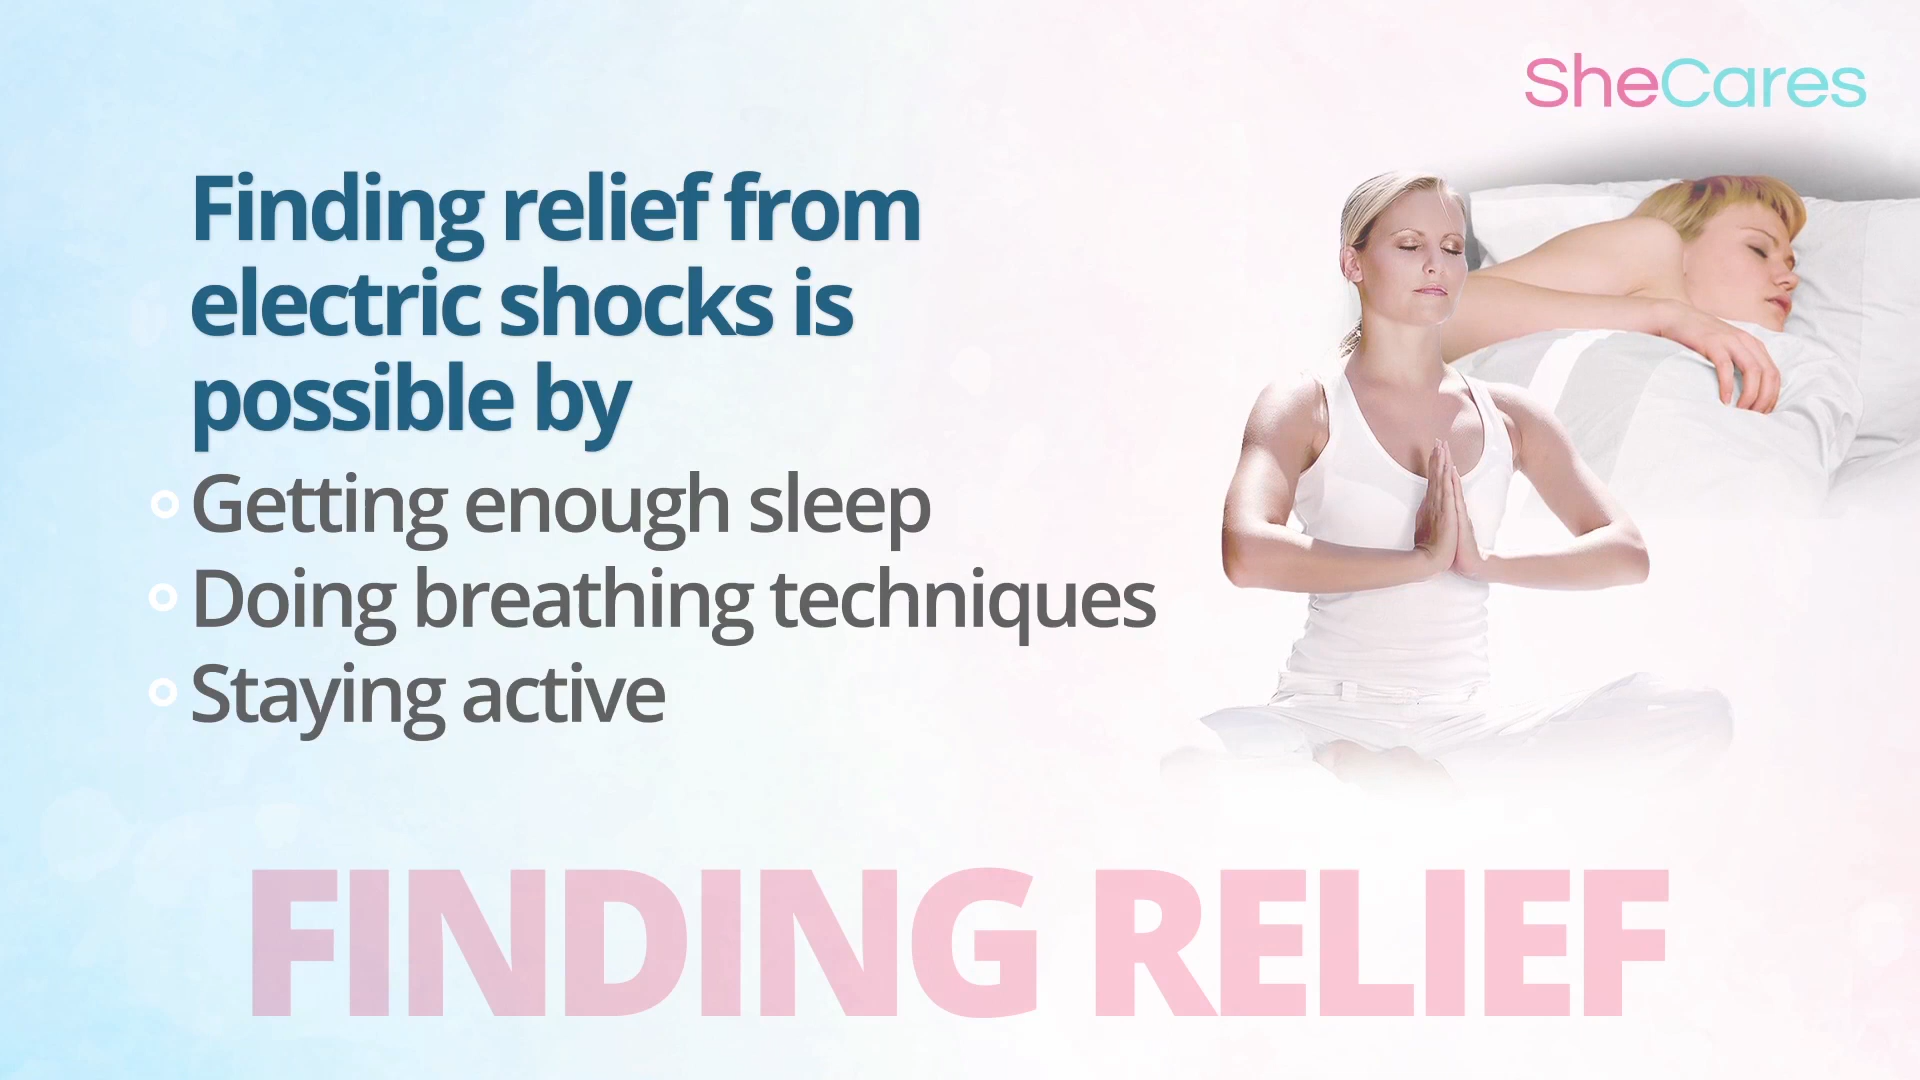 SheCares
Finding relief from
electric shocks is
possible by
Getting enough sleep
Doing breathing techniques
Staying active
FINDING RELIEF